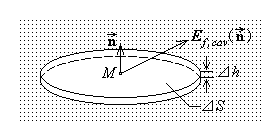 E_{f,cav}(n⃗)
n⃗
M
Δh
ΔS